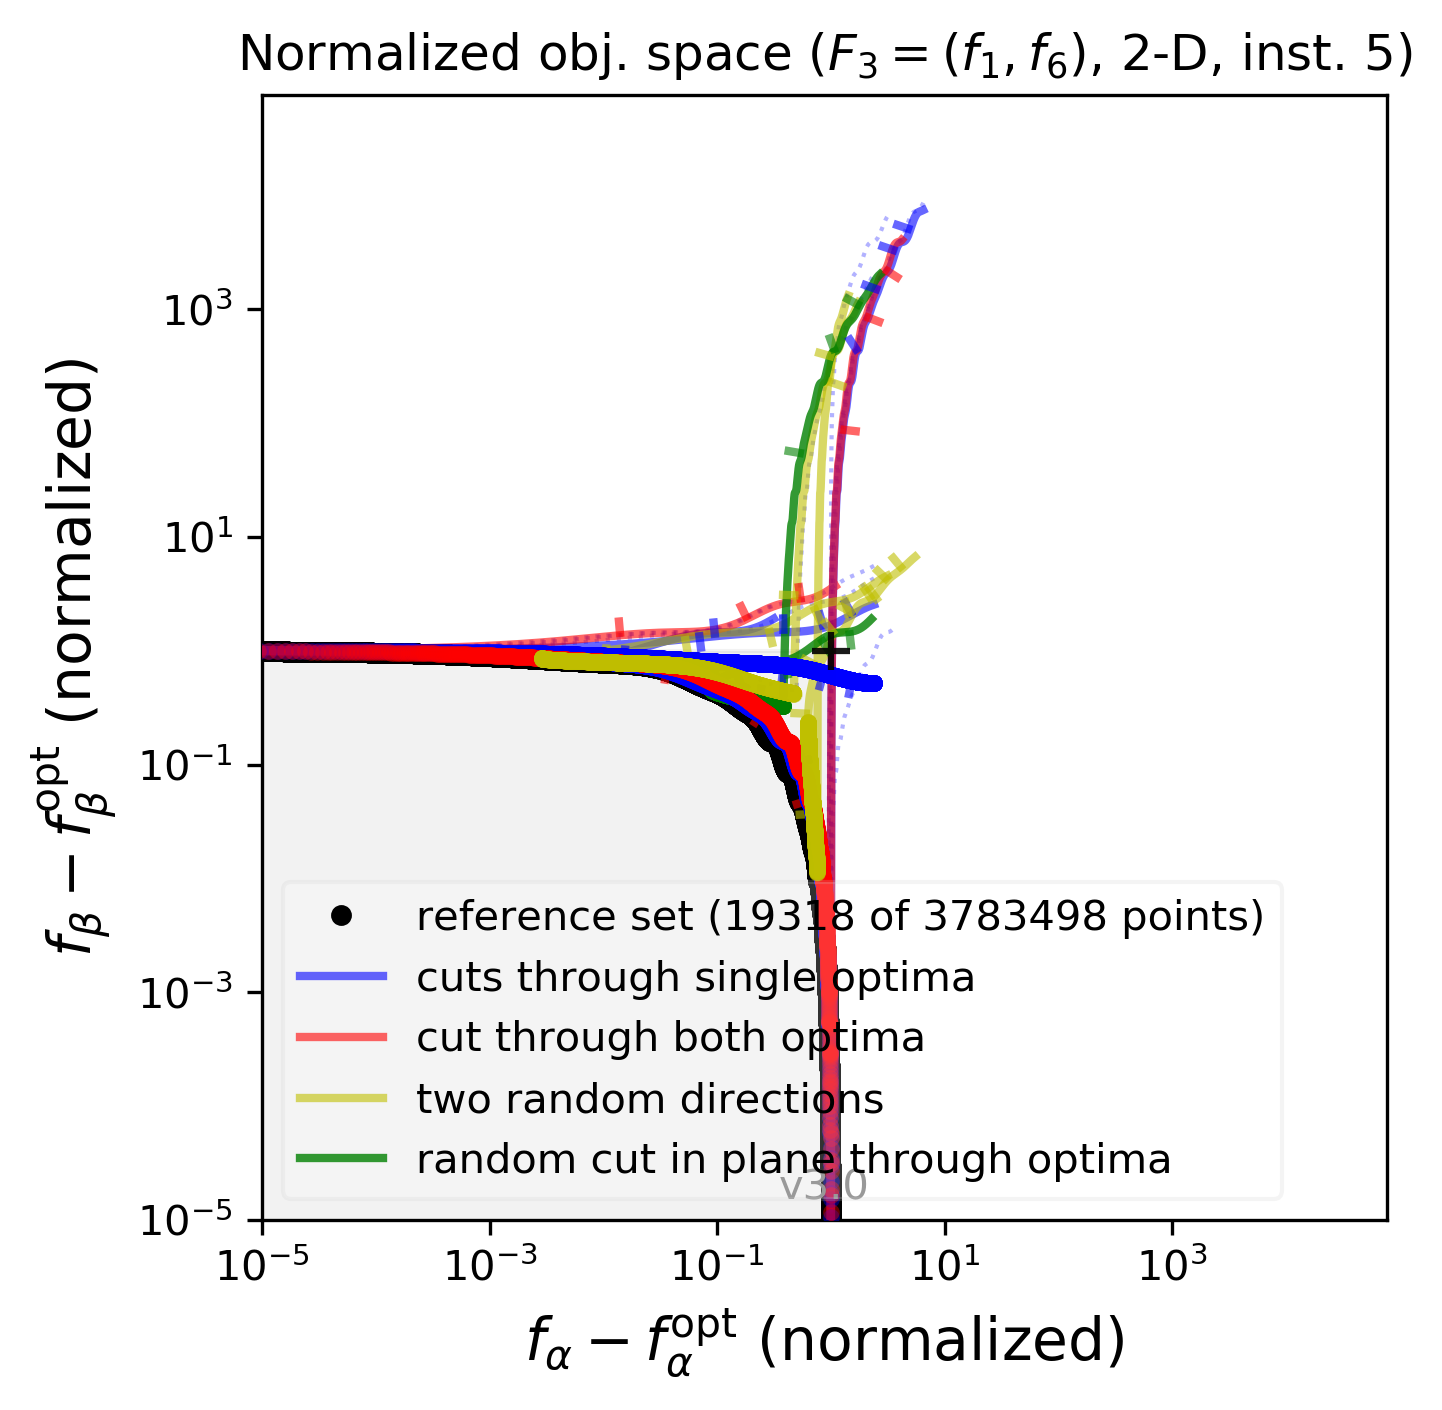 Normalized obj. space (F₃ = (f₁, f₆), 2-D, inst. 5)
f_β − f_β^opt (normalized)
10³
10¹
10⁻¹
10⁻³
10⁻⁵
reference set (19318 of 3783498 points)
cuts through single optima
cut through both optima
two random directions
random cut in plane through optima
v3.0
10⁻⁵
10⁻³
10⁻¹
10¹
10³
f_α − f_α^opt (normalized)